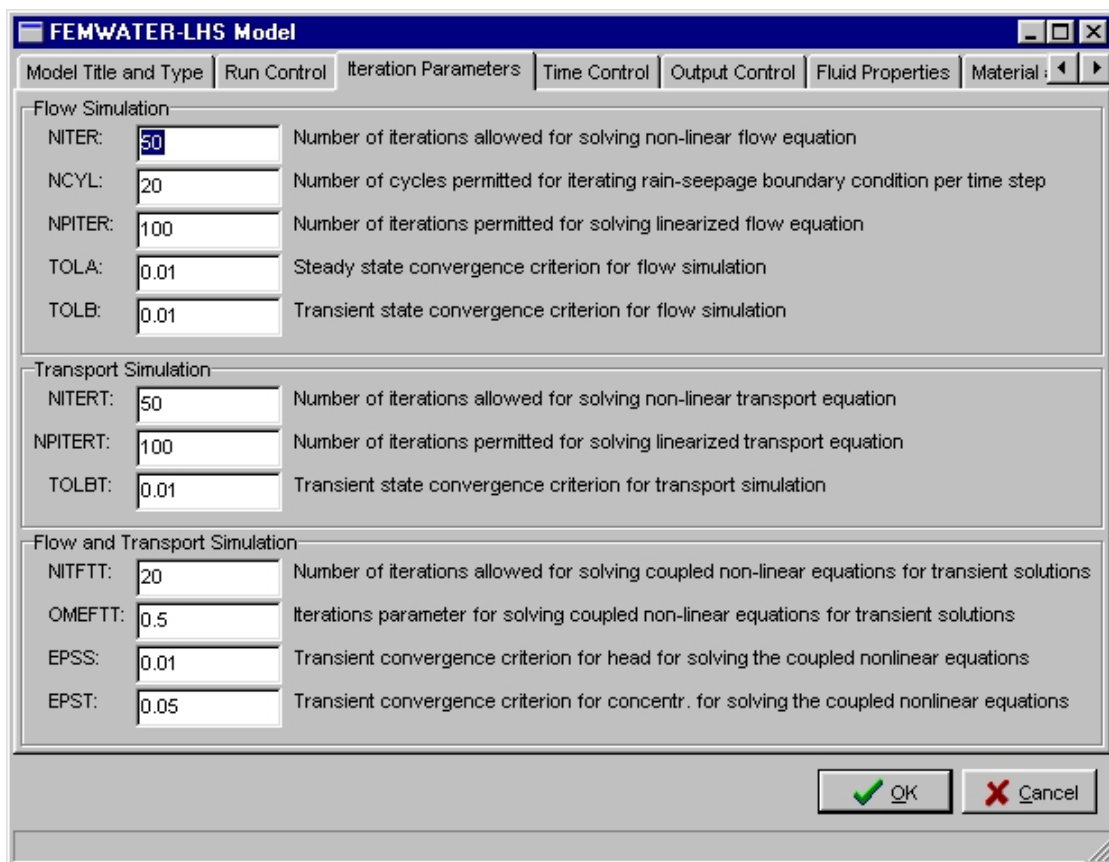 FEMWATER-LHS Model
Model Title and Type Run Control Iteration Parameters Time Control Output Control Fluid Properties Material
Flow Simulation
NITER: 50 Number of iterations allowed for solving non-linear flow equation
NCYL: 20 Number of cycles permitted for iterating rain-seepage boundary condition per time step
NPITER: 100 Number of iterations permitted for solving linearized flow equation
TOLA: 0.01 Steady state convergence criterion for flow simulation
TOLB: 0.01 Transient state convergence criterion for flow simulation
Transport Simulation
NITERT: 50 Number of iterations allowed for solving non-linear transport equation
NPITERT: 100 Number of iterations permitted for solving linearized transport equation
TOLBT: 0.01 Transient state convergence criterion for transport simulation
Flow and Transport Simulation
NITFTT: 20 Number of iterations allowed for solving coupled non-linear equations for transient solutions
OMEFTT: 0.5 Iterations parameter for solving coupled non-linear equations for transient solutions
EPSS: 0.01 Transient convergence criterion for head for solving the coupled nonlinear equations
EPST: 0.05 Transient convergence criterion for concentr. for solving the coupled nonlinear equations
OK Cancel